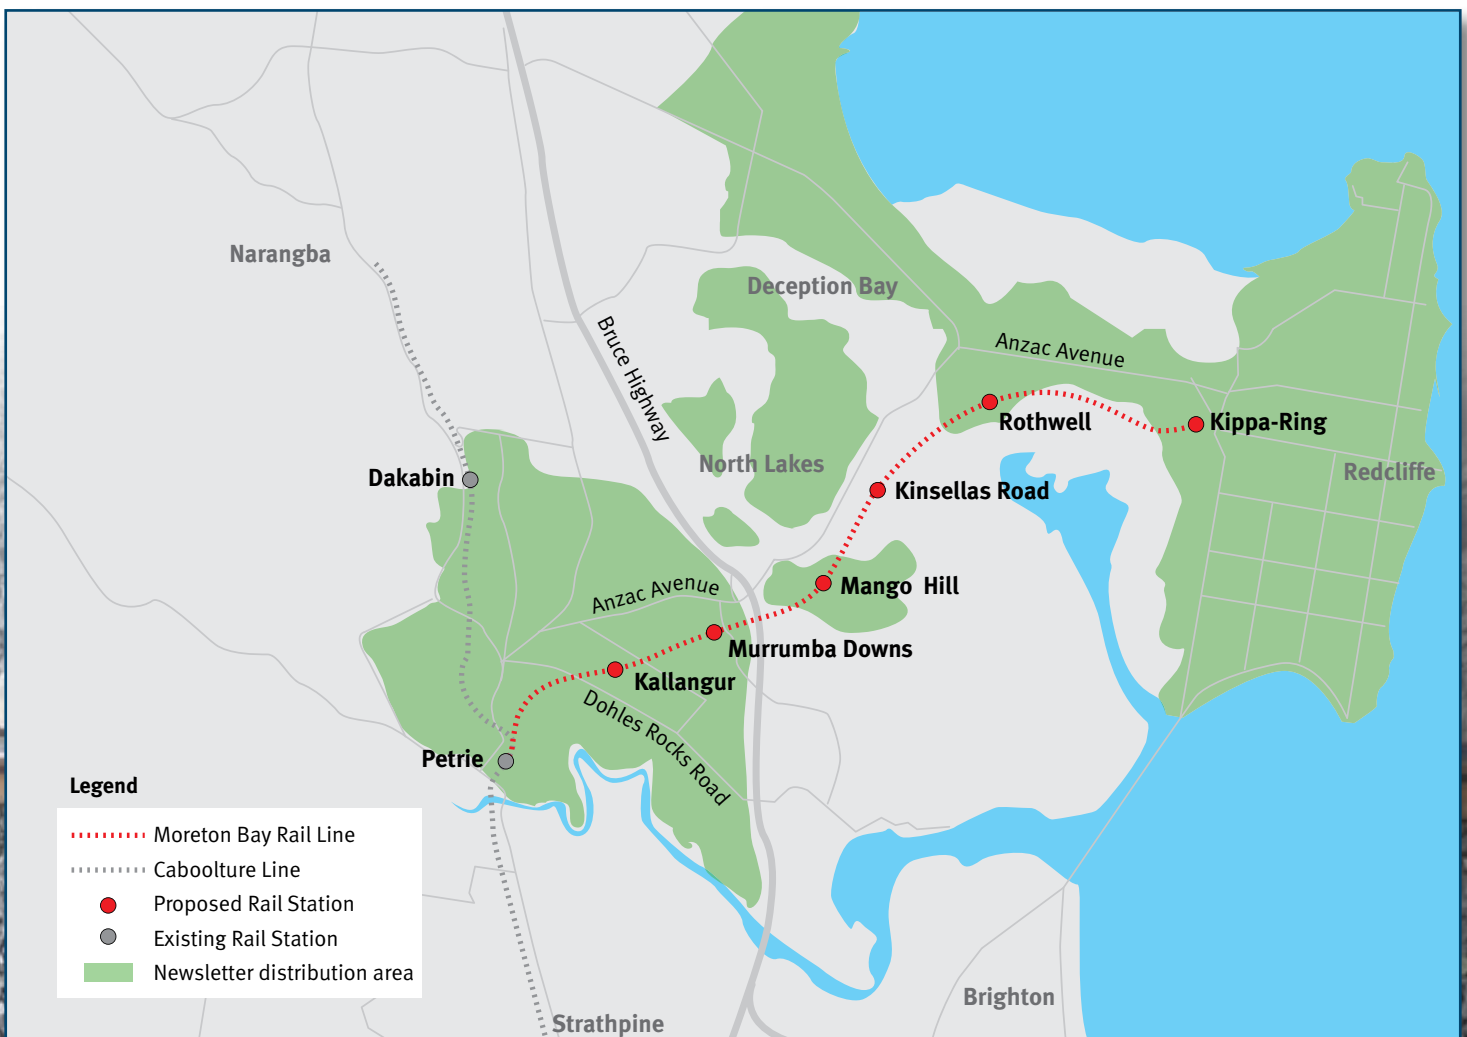 Narangba
Deception Bay
Bruce Highway
Anzac Avenue
Rothwell
Kippa-Ring
Dakabin
North Lakes
Redcliffe
Kinsellas Road
Anzac Avenue
Mango Hill
Murrumba Downs
Kallangur
Dohles Rocks Road
Petrie
Legend
Moreton Bay Rail Line
Caboolture Line
Proposed Rail Station
Existing Rail Station
Newsletter distribution area
Brighton
Strathpine